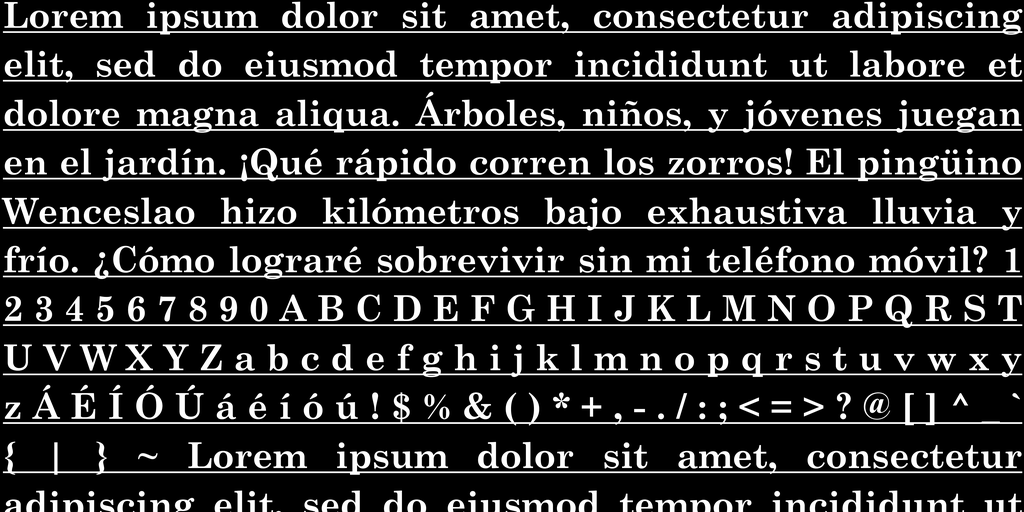 Lorem ipsum dolor sit amet, consectetur adipiscing
elit, sed do eiusmod tempor incididunt ut labore et
dolore magna aliqua. Árboles, niños, y jóvenes juegan
en el jardín. ¡Qué rápido corren los zorros! El pingüino
Wenceslao hizo kilómetros bajo exhaustiva lluvia y
frío. ¿Cómo lograré sobrevivir sin mi teléfono móvil? 1
2 3 4 5 6 7 8 9 0 A B C D E F G H I J K L M N O P Q R S T
U V W X Y Z a b c d e f g h i j k l m n o p q r s t u v w x y
z Á É Í Ó Ú á é í ó ú ! $ % & ( ) * + , - . / : ; < = > ? @ [ ] ^ _ `
{ | } ~ Lorem ipsum dolor sit amet, consectetur
adipiscing elit, sed do eiusmod tempor incididunt ut